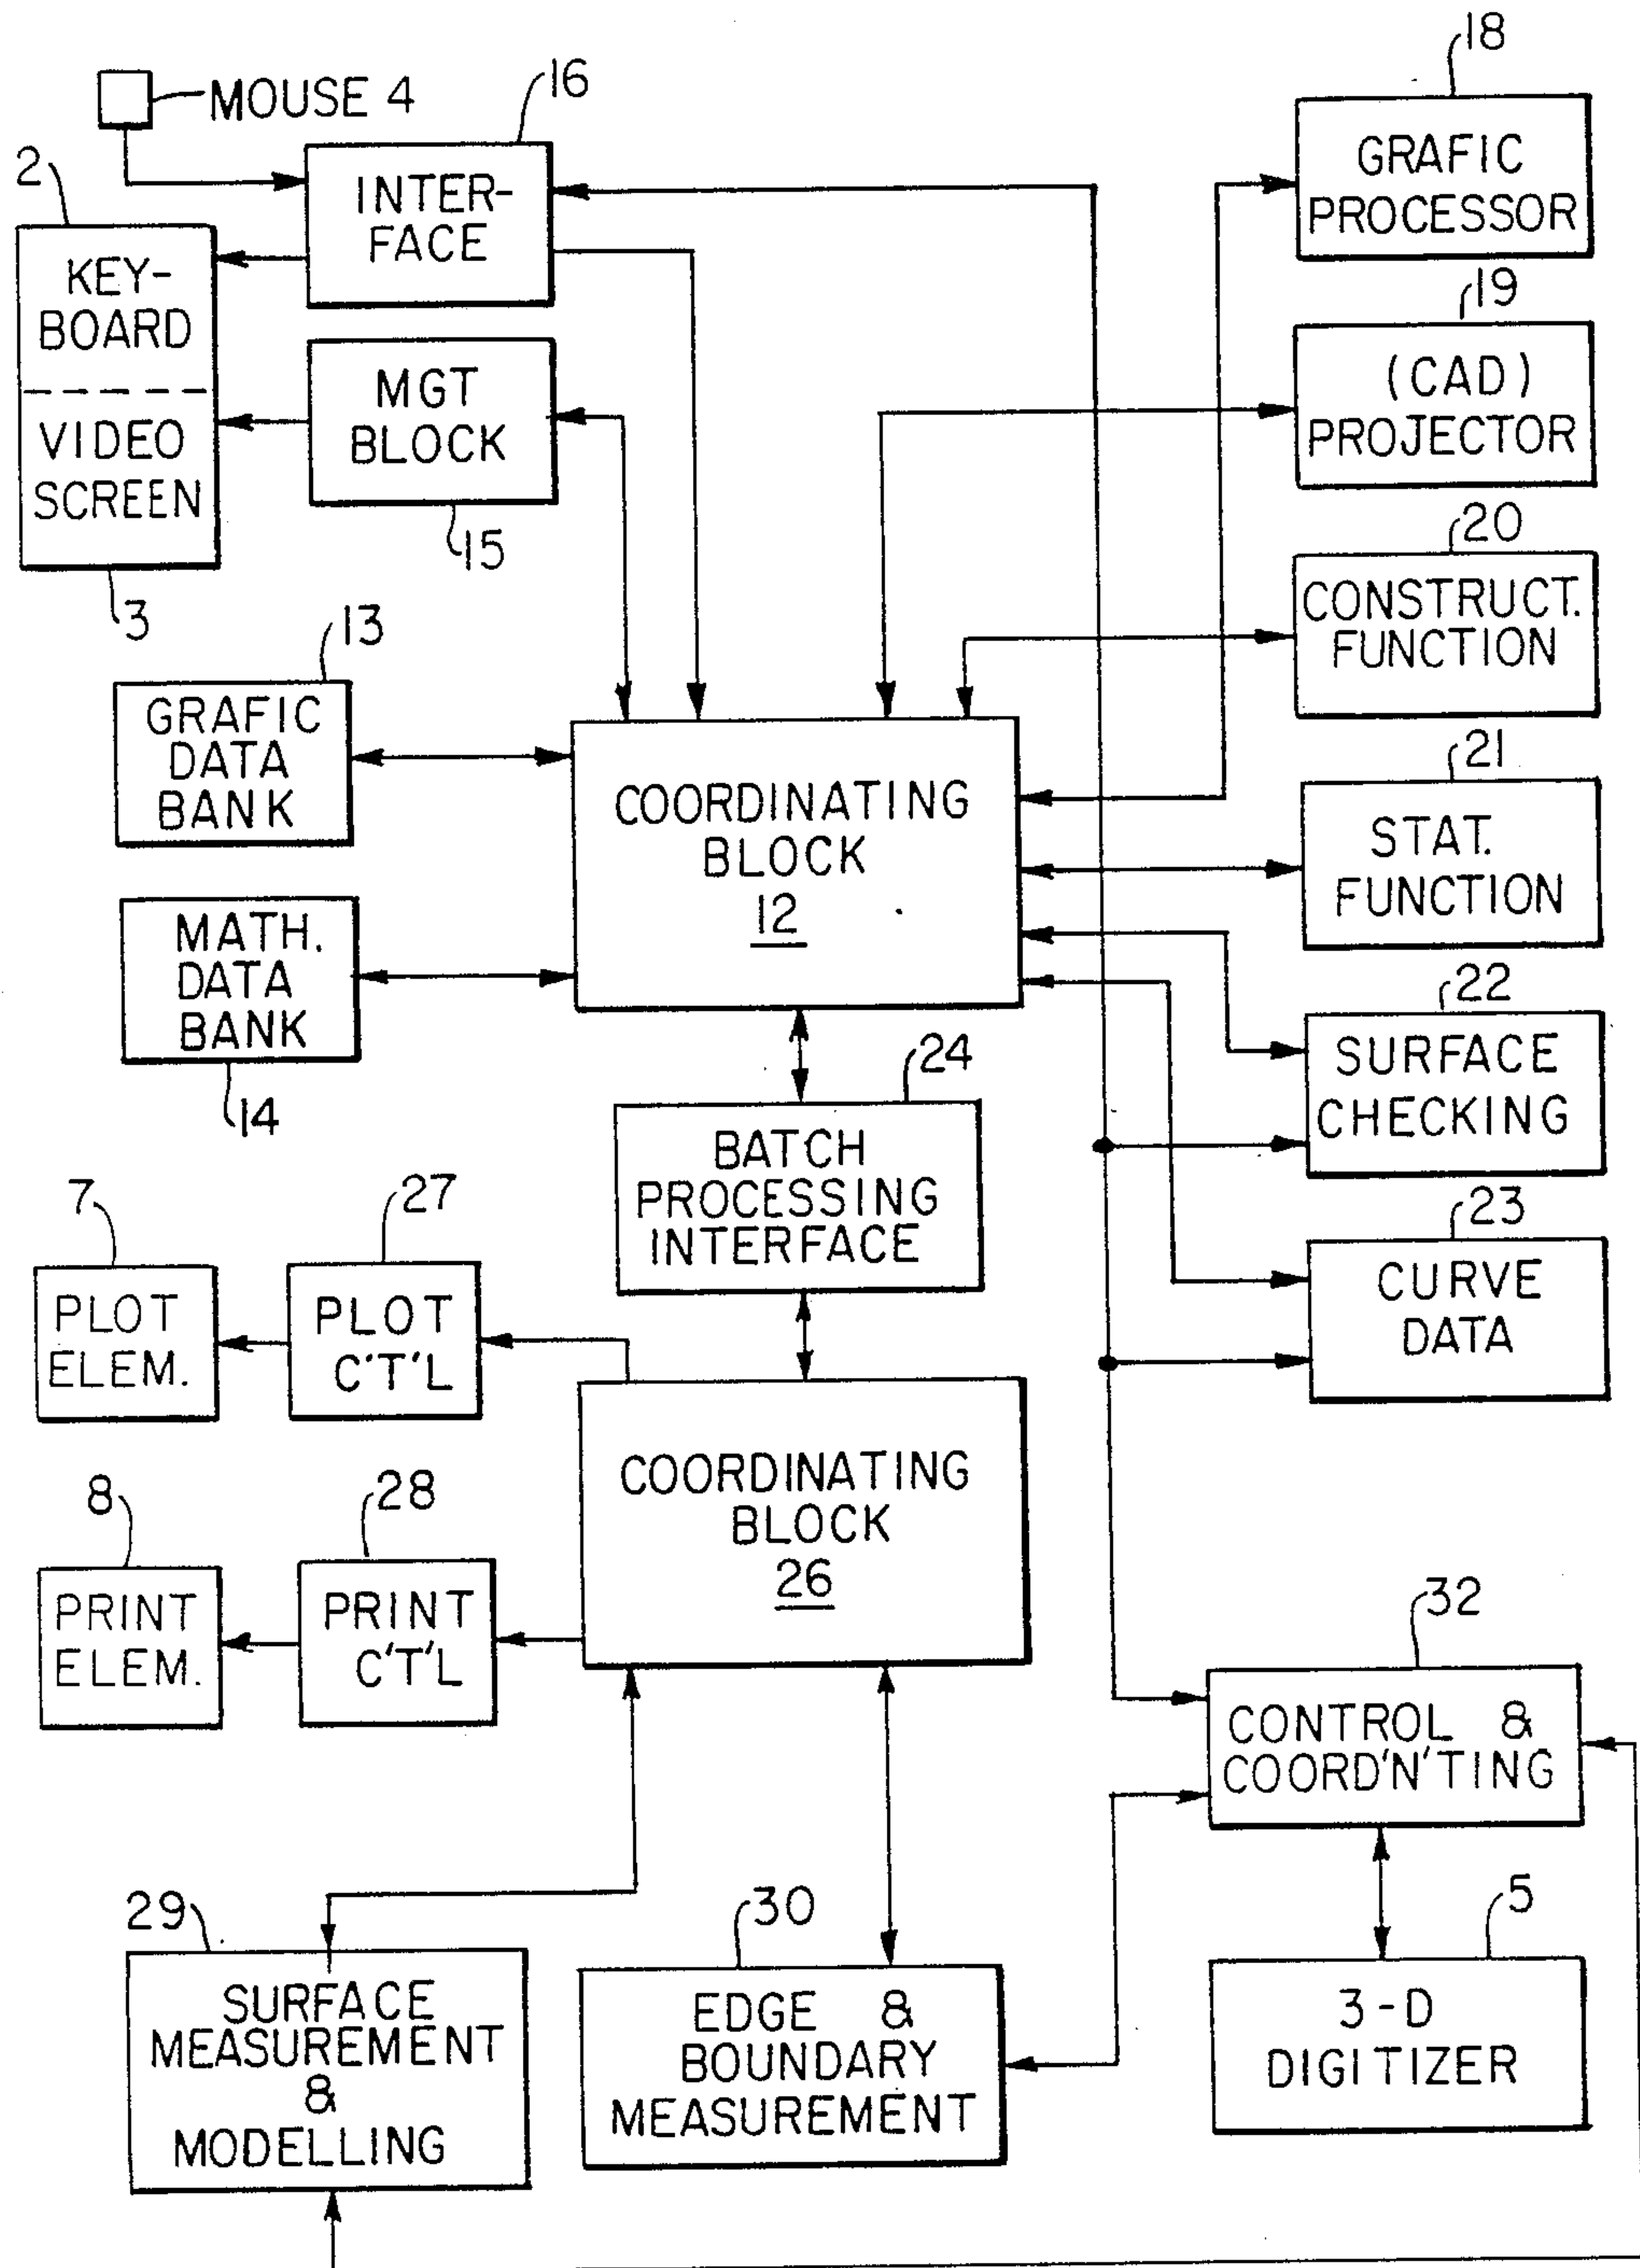 18
MOUSE 4
16
GRAFIC
PROCESSOR
2
INTER-
FACE
KEY-
BOARD
VIDEO
SCREEN
3
MGT
BLOCK
15
19
(CAD)
PROJECTOR
20
CONSTRUCT.
FUNCTION
13
GRAFIC
DATA
BANK
COORDINATING
BLOCK
12
21
STAT.
FUNCTION
MATH.
DATA
BANK
14
22
SURFACE
CHECKING
24
BATCH
PROCESSING
INTERFACE
23
CURVE
DATA
7
PLOT
ELEM.
27
PLOT
C'T'L
COORDINATING
BLOCK
26
8
PRINT
ELEM.
28
PRINT
C'T'L
32
CONTROL &
COORD'N'TING
29
SURFACE
MEASUREMENT
&
MODELLING
30
EDGE &
BOUNDARY
MEASUREMENT
5
3-D
DIGITIZER